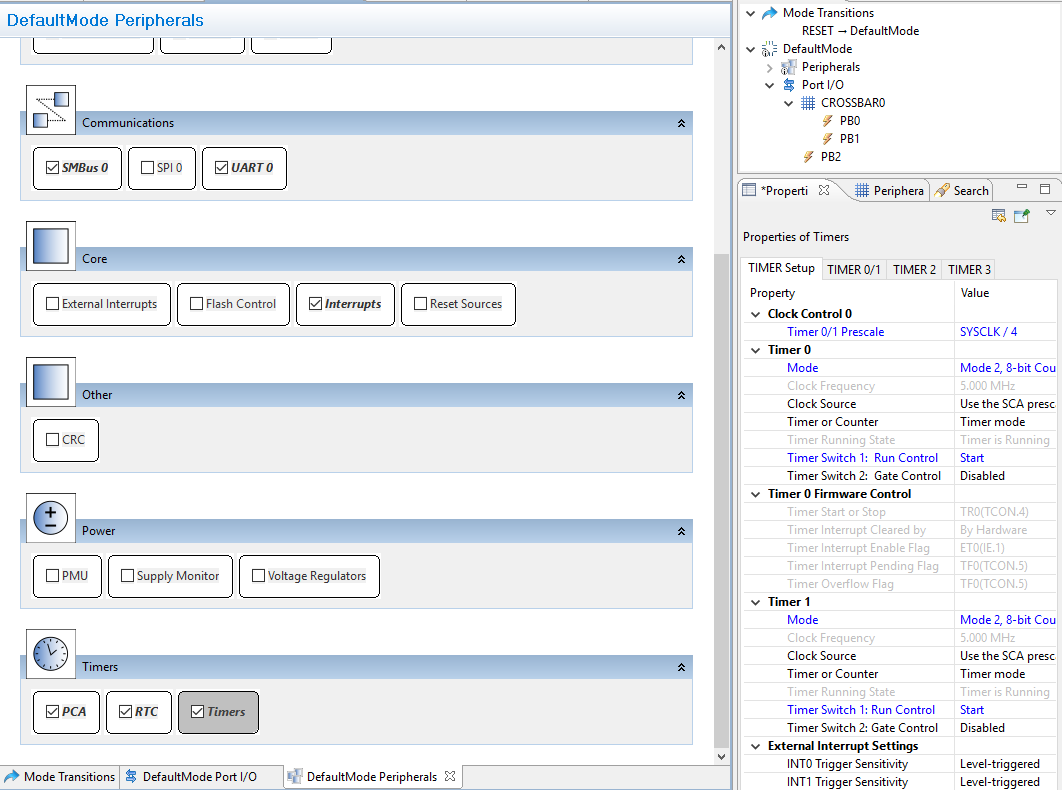 DefaultMode Peripherals
Communications
SMBus 0
SPI 0
UART 0
Core
External Interrupts
Flash Control
Interrupts
Reset Sources
Other
CRC
Power
PMU
Supply Monitor
Voltage Regulators
Timers
PCA
RTC
Timers
Mode Transitions
DefaultMode Port I/O
DefaultMode Peripherals
Mode Transitions
RESET → DefaultMode
DefaultMode
Peripherals
Port I/O
CROSSBAR0
PB0
PB1
PB2
*Properti
Periphera
Search
Properties of Timers
TIMER Setup
TIMER 0/1
TIMER 2
TIMER 3
Property Value
Clock Control 0
Timer 0/1 Prescale SYSCLK / 4
Timer 0
Mode Mode 2, 8-bit Cou
Clock Frequency 5.000 MHz
Clock Source Use the SCA presc
Timer or Counter Timer mode
Timer Running State Timer is Running
Timer Switch 1: Run Control Start
Timer Switch 2: Gate Control Disabled
Timer 0 Firmware Control
Timer Start or Stop TR0(TCON.4)
Timer Interrupt Cleared by By Hardware
Timer Interrupt Enable Flag ET0(IE.1)
Timer Interrupt Pending Flag TF0(TCON.5)
Timer Overflow Flag TF0(TCON.5)
Timer 1
Mode Mode 2, 8-bit Cou
Clock Frequency 5.000 MHz
Clock Source Use the SCA presc
Timer or Counter Timer mode
Timer Running State Timer is Running
Timer Switch 1: Run Control Start
Timer Switch 2: Gate Control Disabled
External Interrupt Settings
INT0 Trigger Sensitivity Level-triggered
INT1 Trigger Sensitivity Level-triggered